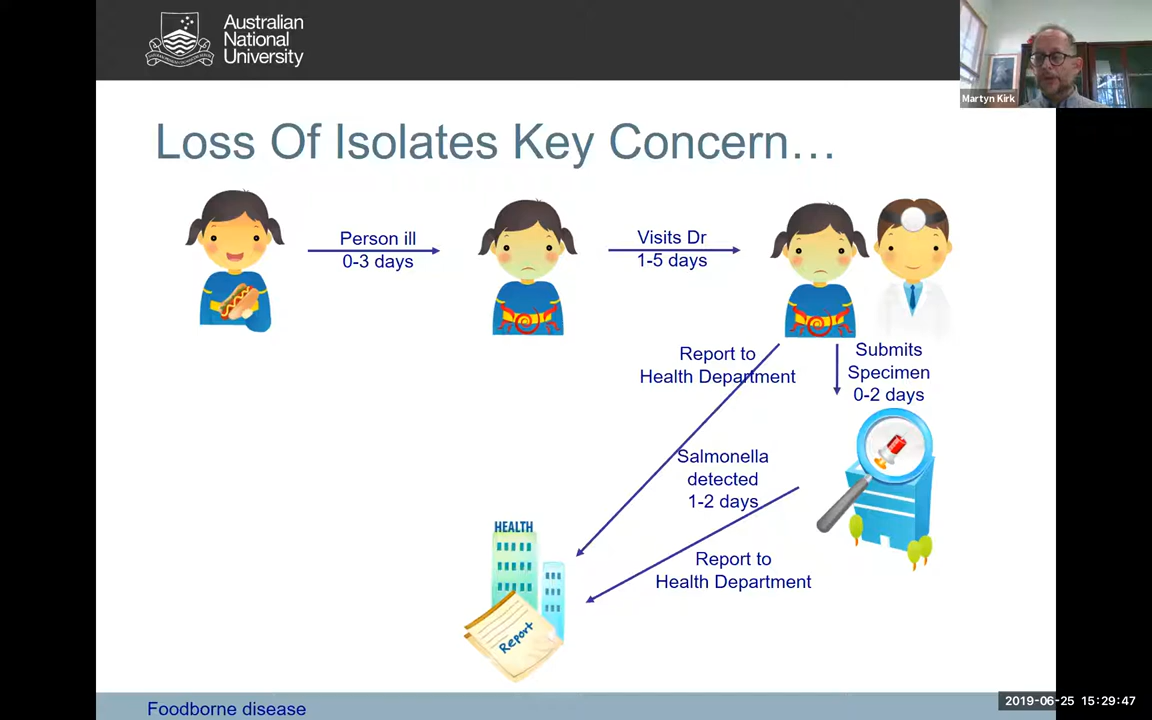 Australian
National
University
Martyn Kirk
Loss Of Isolates Key Concern…
Person ill
0-3 days
Visits Dr
1-5 days
Report to
Health Department
Submits
Specimen
0-2 days
Salmonella
detected
1-2 days
HEALTH
Report to
Health Department
Report
Foodborne disease
2019-06-25 15:29:47